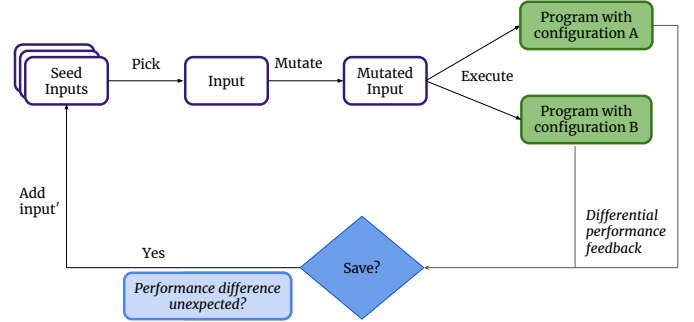 Seed
Inputs
Pick
Input
Mutate
Mutated
Input
Execute
Program with
configuration A
Program with
configuration B
Differential
performance
feedback
Save?
Yes
Performance difference
unexpected?
Add
input'